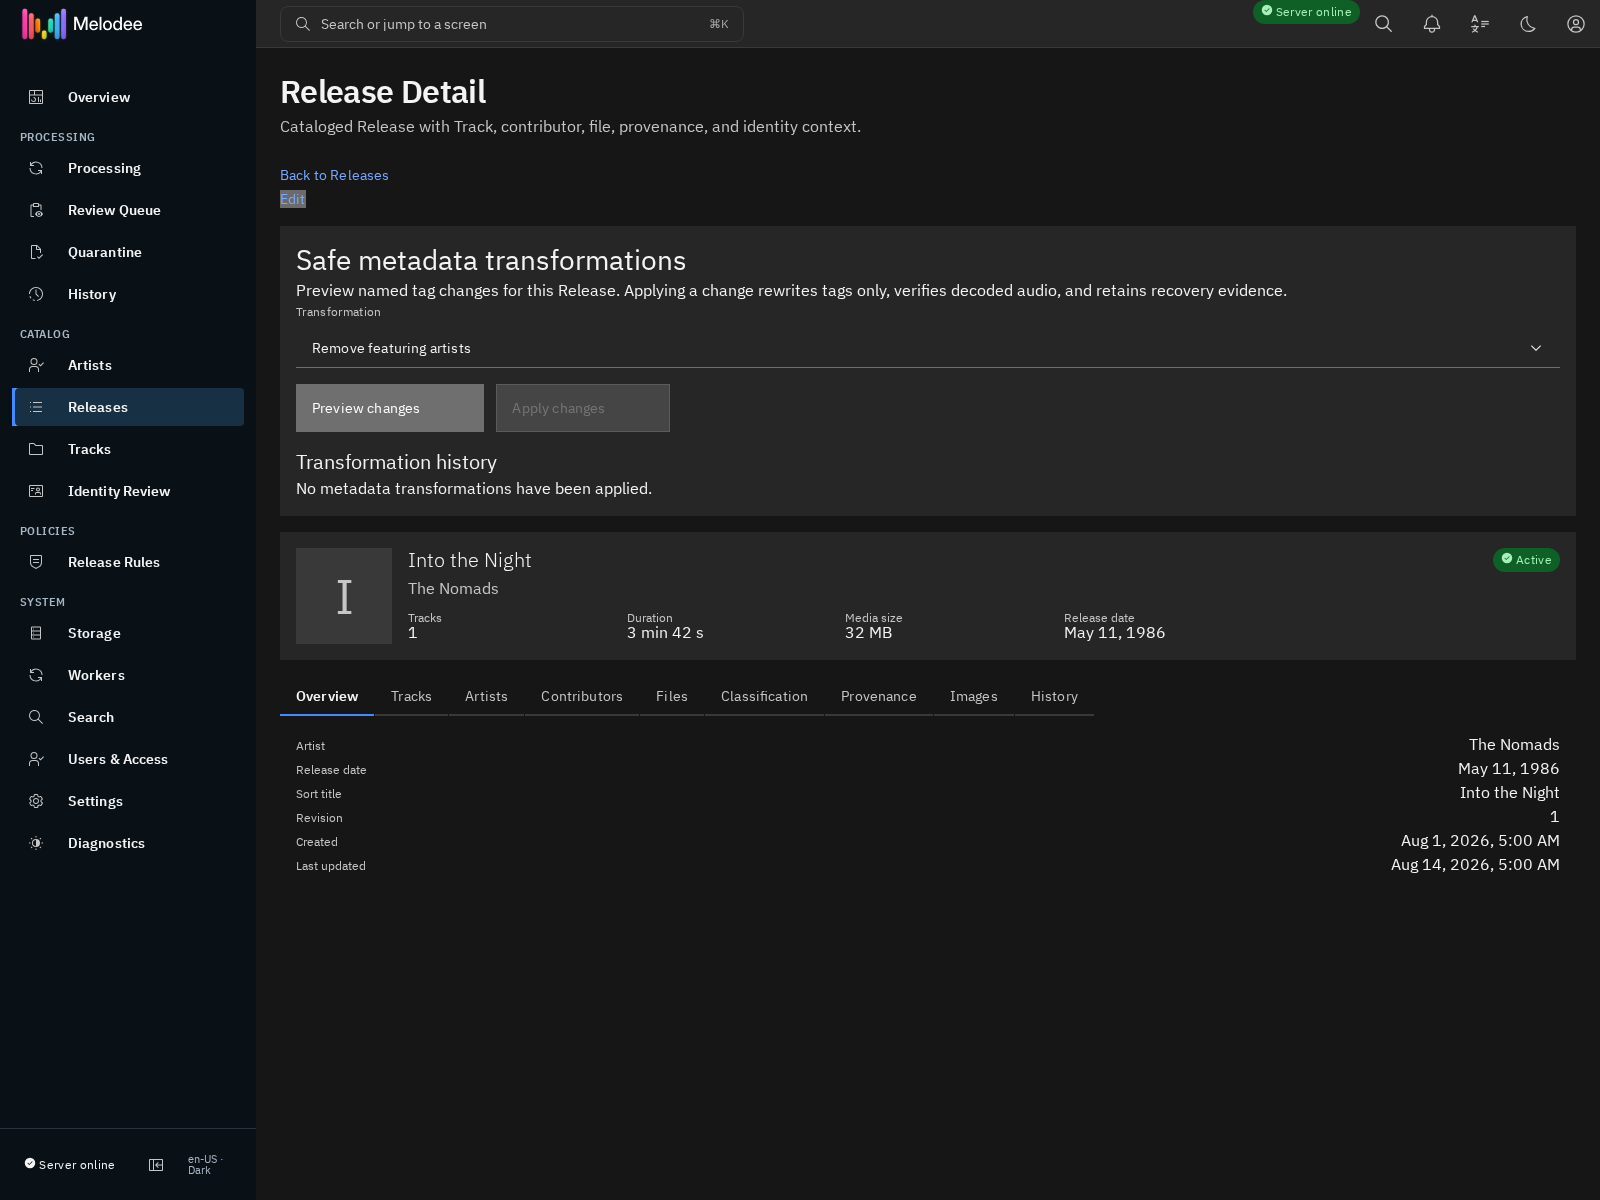 Melodee
Search or jump to a screen
⌘K
Server online
Overview
PROCESSING
Processing
Review Queue
Quarantine
History
CATALOG
Artists
Releases
Tracks
Identity Review
POLICIES
Release Rules
SYSTEM
Storage
Workers
Search
Users & Access
Settings
Diagnostics
Server online
en-US ·
Dark
Release Detail
Cataloged Release with Track, contributor, file, provenance, and identity context.
Back to Releases
Edit
Safe metadata transformations
Preview named tag changes for this Release. Applying a change rewrites tags only, verifies decoded audio, and retains recovery evidence.
Transformation
Remove featuring artists
Preview changes
Apply changes
Transformation history
No metadata transformations have been applied.
I
Into the Night
Active
The Nomads
Tracks Duration Media size Release date
1 3 min 42 s 32 MB May 11, 1986
Overview Tracks Artists Contributors Files Classification Provenance Images History
Artist The Nomads
Release date May 11, 1986
Sort title Into the Night
Revision 1
Created Aug 1, 2026, 5:00 AM
Last updated Aug 14, 2026, 5:00 AM